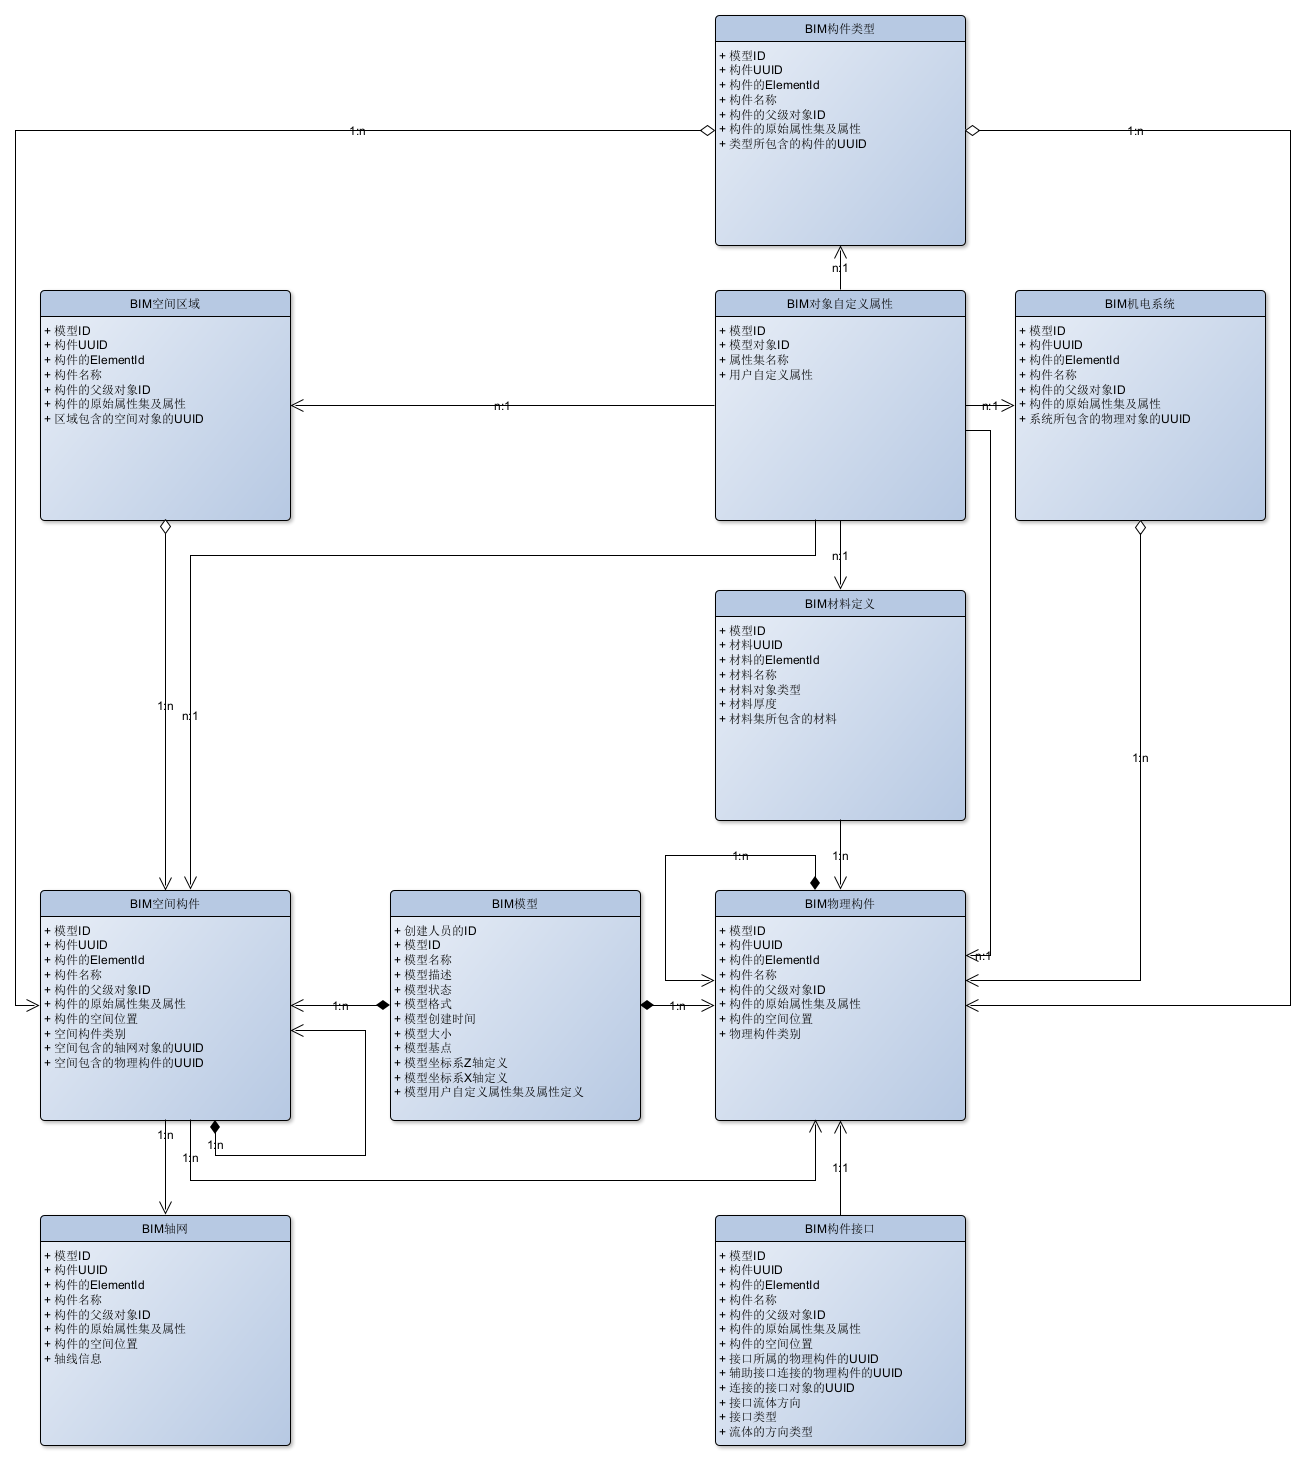 BIM构件类型
+ 模型ID
+ 构件UUID
+ 构件的ElementId
+ 构件名称
+ 构件的父级对象ID
+ 构件的原始属性集及属性
+ 类型所包含的构件的UUID
1:n
1:n
n:1
BIM空间区域
+ 模型ID
+ 构件UUID
+ 构件的ElementId
+ 构件名称
+ 构件的父级对象ID
+ 构件的原始属性集及属性
+ 区域包含的空间对象的UUID
n:1
BIM对象自定义属性
+ 模型ID
+ 模型对象ID
+ 属性集名称
+ 用户自定义属性
n:1
BIM机电系统
+ 模型ID
+ 构件UUID
+ 构件的ElementId
+ 构件名称
+ 构件的父级对象ID
+ 构件的原始属性集及属性
+ 系统所包含的物理对象的UUID
n:1
BIM材料定义
+ 模型ID
+ 材料UUID
+ 材料的ElementId
+ 材料名称
+ 材料对象类型
+ 材料厚度
+ 材料集所包含的材料
1:n
n:1
1:n
1:n
1:n
BIM空间构件
+ 模型ID
+ 构件UUID
+ 构件的ElementId
+ 构件名称
+ 构件的父级对象ID
+ 构件的原始属性集及属性
+ 构件的空间位置
+ 空间构件类别
+ 空间包含的轴网对象的UUID
+ 空间包含的物理构件的UUID
1:n
BIM模型
+ 创建人员的ID
+ 模型ID
+ 模型名称
+ 模型描述
+ 模型状态
+ 模型格式
+ 模型创建时间
+ 模型大小
+ 模型基点
+ 模型坐标系Z轴定义
+ 模型坐标系X轴定义
+ 模型用户自定义属性集及属性定义
1:n
BIM物理构件
+ 模型ID
+ 构件UUID
+ 构件的ElementId
+ 构件名称
+ 构件的父级对象ID
+ 构件的原始属性集及属性
+ 构件的空间位置
+ 物理构件类别
n:1
1:n
1:n
1:n
1:1
BIM轴网
+ 模型ID
+ 构件UUID
+ 构件的ElementId
+ 构件名称
+ 构件的父级对象ID
+ 构件的原始属性集及属性
+ 构件的空间位置
+ 轴线信息
BIM构件接口
+ 模型ID
+ 构件UUID
+ 构件的ElementId
+ 构件名称
+ 构件的父级对象ID
+ 构件的原始属性集及属性
+ 构件的空间位置
+ 接口所属的物理构件的UUID
+ 辅助接口连接的物理构件的UUID
+ 连接的接口对象的UUID
+ 接口流体方向
+ 接口类型
+ 流体的方向类型